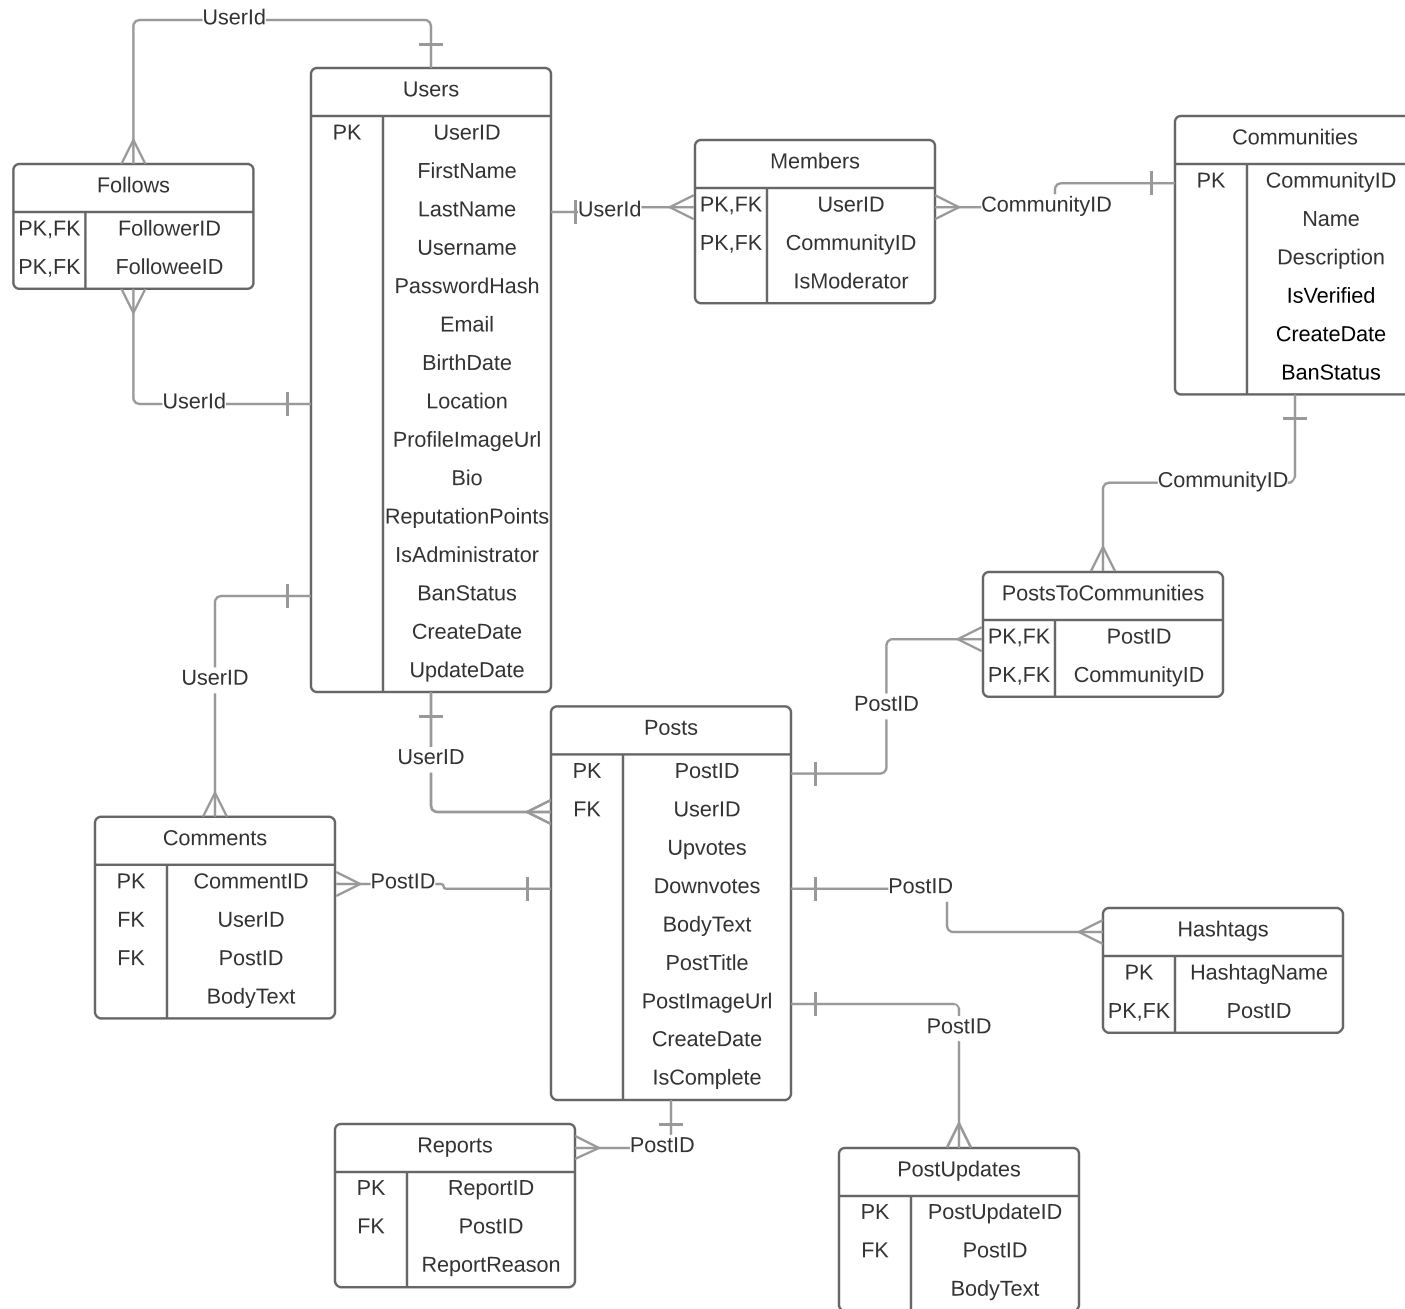 UserId
Users
PK UserID
FirstName
LastName
Username
PasswordHash
Email
BirthDate
Location
ProfileImageUrl
Bio
ReputationPoints
IsAdministrator
BanStatus
CreateDate
UpdateDate
Follows
PK,FK FollowerID
PK,FK FolloweeID
UserId
UserId
Members
PK,FK UserID
PK,FK CommunityID
IsModerator
CommunityID
Communities
PK CommunityID
Name
Description
IsVerified
CreateDate
BanStatus
CommunityID
PostsToCommunities
PK,FK PostID
PK,FK CommunityID
PostID
UserID
UserID
Posts
PK PostID
FK UserID
Upvotes
Downvotes
BodyText
PostTitle
PostImageUrl
CreateDate
IsComplete
Comments
PK CommentID
FK UserID
FK PostID
BodyText
PostID
PostID
Hashtags
PK HashtagName
PK,FK PostID
PostID
Reports
PK ReportID
FK PostID
ReportReason
PostID
PostUpdates
PK PostUpdateID
FK PostID
BodyText